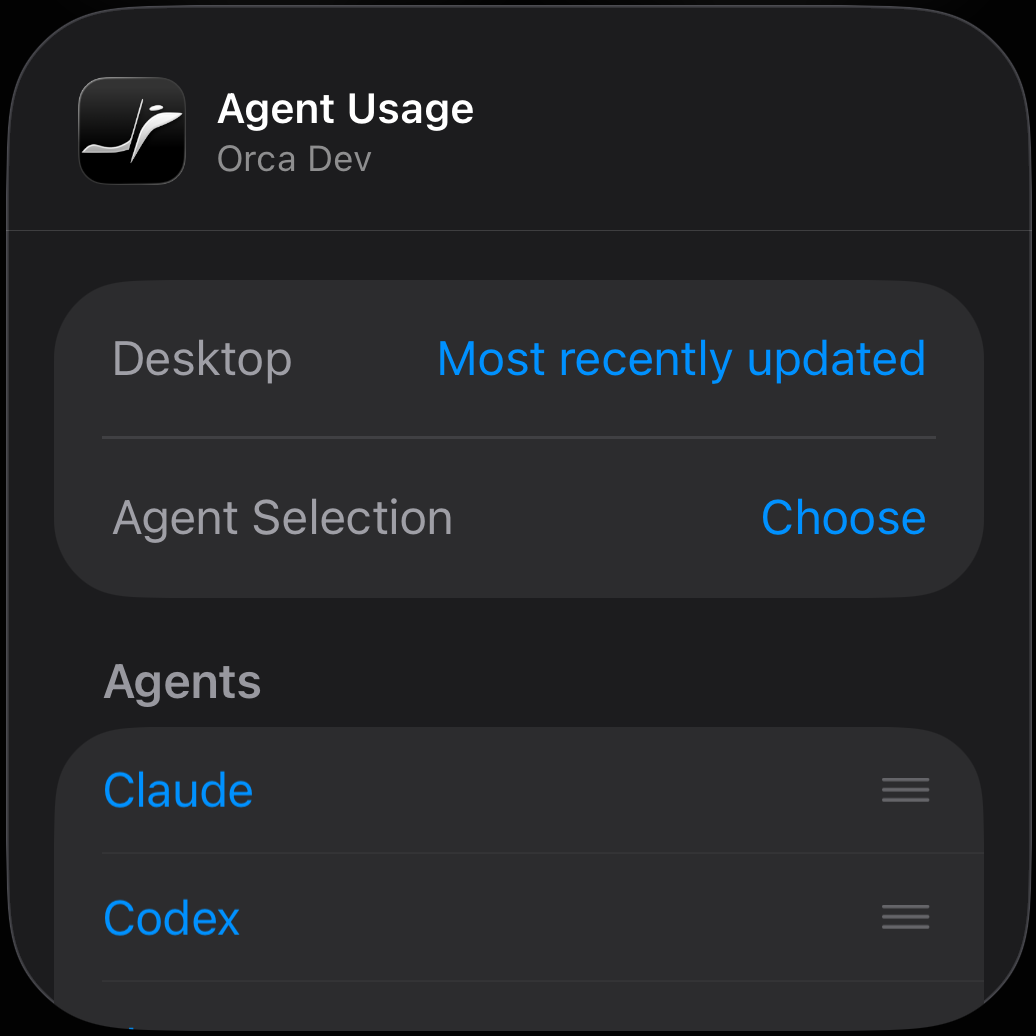 Agent Usage
Orca Dev
Desktop
Most recently updated
Agent Selection
Choose
Agents
Claude
Codex